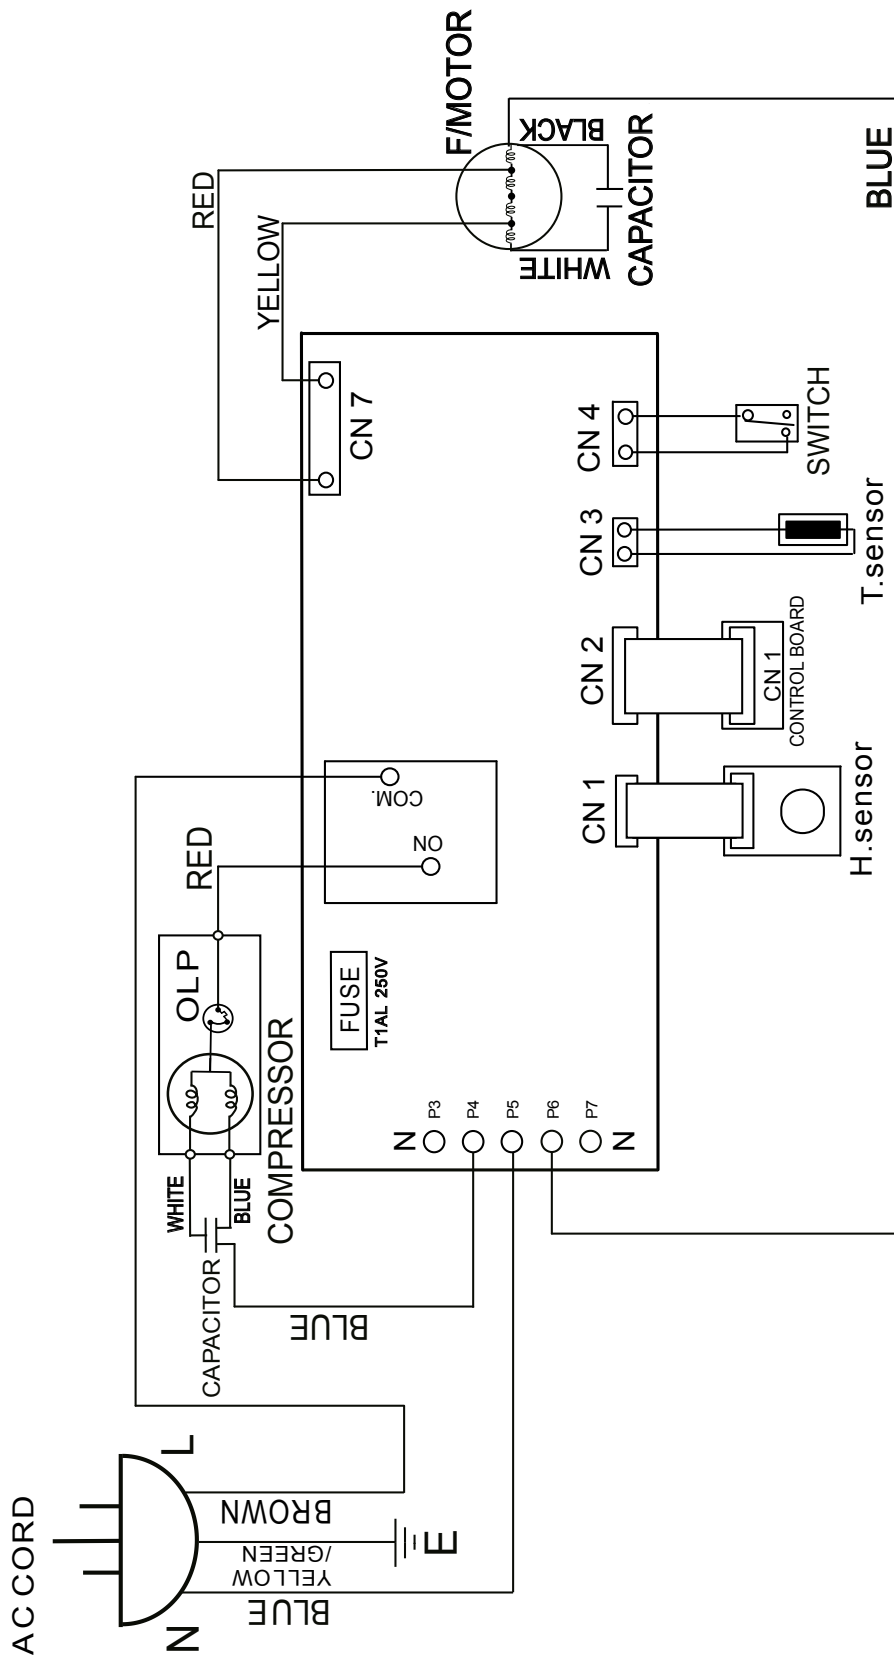 AC CORD
N
L
BLUE
YELLOW
/GREEN
BROWN
E
CAPACITOR
BLUE
WHITE
BLUE
COMPRESSOR
OLP
RED
N
P3
P4
P5
P6
P7
N
FUSE
T1AL 250V
NO
COM.
CN 7
RED
YELLOW
F/MOTOR
BLACK
WHITE
CAPACITOR
BLUE
CN 1
CN 2
CN 3
CN 4
H.sensor
CN 1
CONTROL BOARD
T.sensor
SWITCH